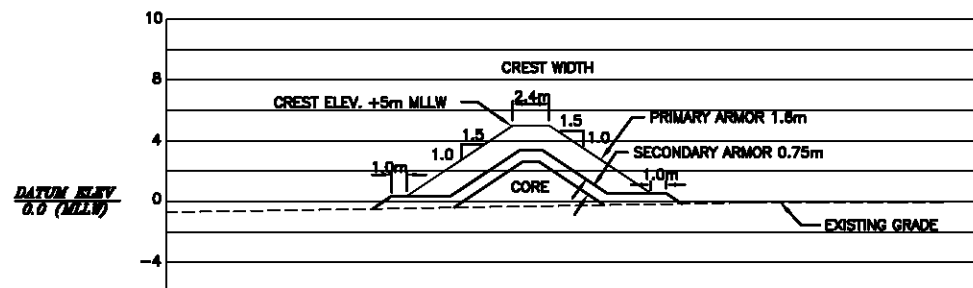 10
8
CREST WIDTH
2.4m
CREST ELEV. +5m MLLW
1.5
1.0
1.5
1.0
PRIMARY ARMOR 1.6m
4
SECONDARY ARMOR 0.75m
1.0m
1.0m
CORE
DATUM ELEV
0.0 (MLLW)
0
EXISTING GRADE
-4